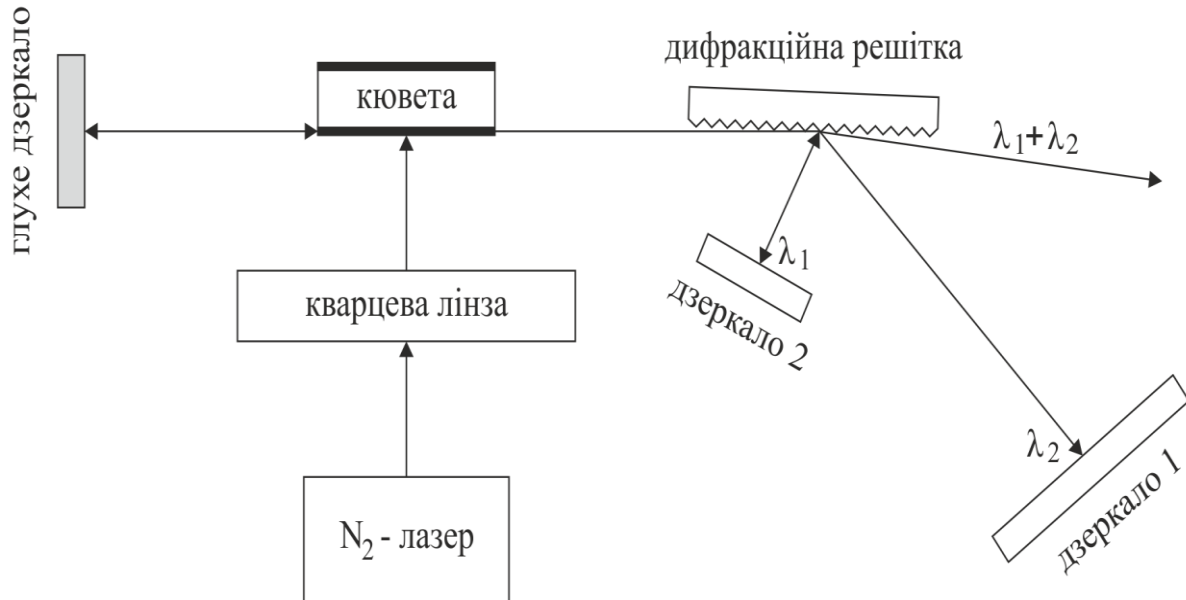 дифракційна решітка
глухе дзеркало
кювета
λ₁+λ₂
λ₁
дзеркало 2
кварцева лінза
λ₂
дзеркало 1
N₂ - лазер